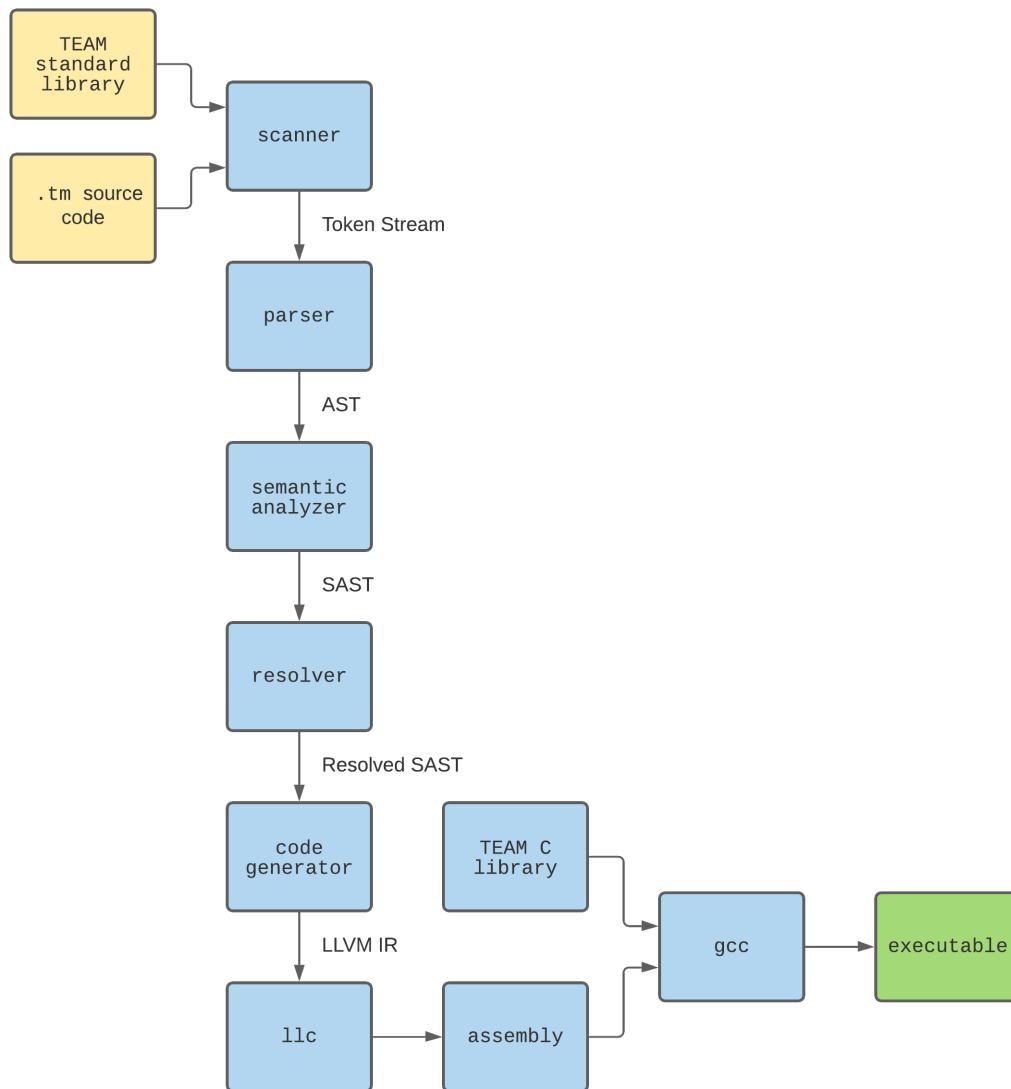 TEAM
standard
library
scanner
.tm source
code
Token Stream
parser
AST
semantic
analyzer
SAST
resolver
Resolved SAST
code
generator
TEAM C
library
gcc
executable
LLVM IR
llc
assembly